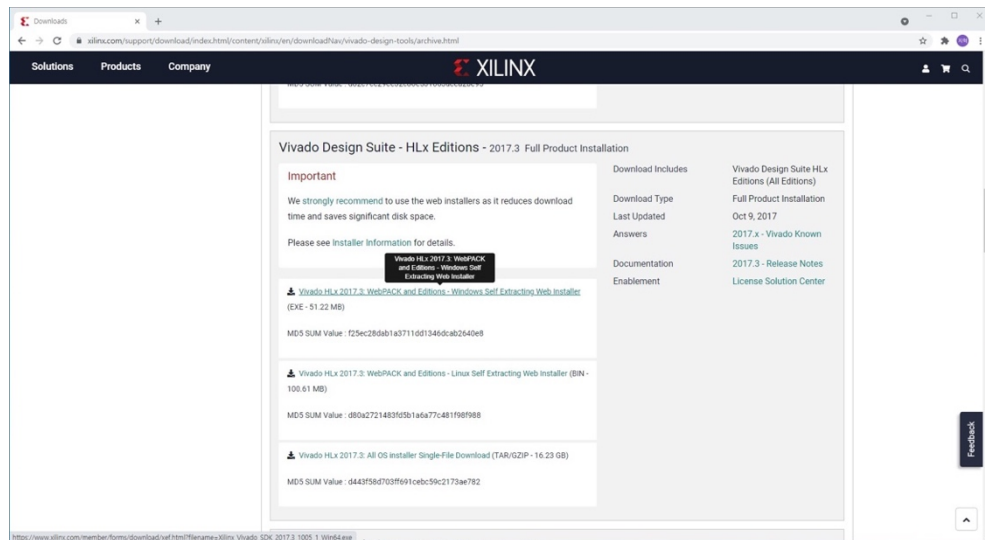 Downloads
xilinx.com/support/download/index.html/content/xilinx/en/downloadNav/vivado-design-tools/archive.html
Solutions Products Company
XILINX
Vivado Design Suite - HLx Editions - 2017.3 Full Product Installation
Important
We strongly recommend to use the web installers as it reduces download
time and saves significant disk space.
Please see Installer Information for details.
Vivado HLx 2017.3: WebPACK
and Editions - Windows Self
Extracting Web Installer
Vivado HLx 2017.3: WebPACK and Editions - Windows Self Extracting Web Installer
(EXE - 51.22 MB)
MD5 SUM Value : f25ec28dab1a3711dd1346dcab2640e8
Vivado HLx 2017.3: WebPACK and Editions - Linux Self Extracting Web Installer (BIN -
100.61 MB)
MD5 SUM Value : d80a2721483fd5b1a6a77c481f98f988
Vivado HLx 2017.3: All OS installer Single-File Download (TAR/GZIP - 16.23 GB)
MD5 SUM Value : d443f58d703ff691cebc59c2173ae782
Download Includes
Vivado Design Suite HLx
Editions (All Editions)
Download Type
Full Product Installation
Last Updated
Oct 9, 2017
Answers
2017.x - Vivado Known
Issues
Documentation
2017.3 - Release Notes
Enablement
License Solution Center
Feedback
https://www.xilinx.com/member/forms/download/xef.html?filename=Xilinx_Vivado_SDK_2017.3_1005_1_Win64.exe